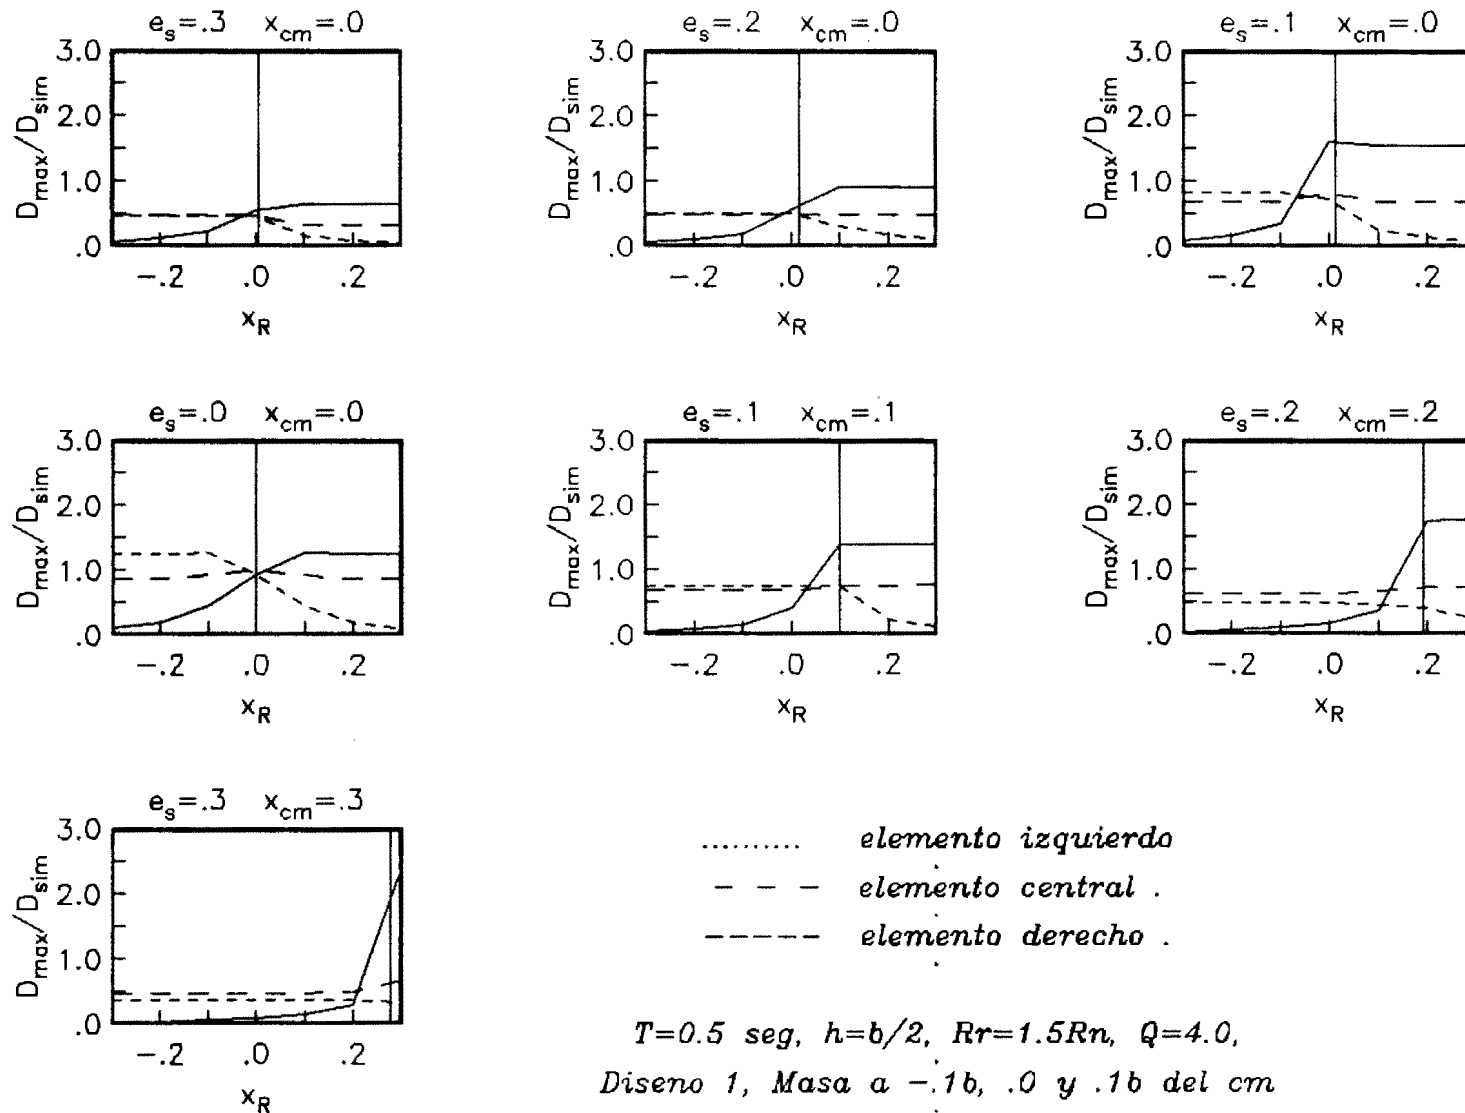 e_s=.3 x_cm=.0
e_s=.2 x_cm=.0
e_s=.1 x_cm=.0
D_max/D_sim
3.0
2.0
1.0
.0
-.2 .0 .2
x_R
D_max/D_sim
3.0
2.0
1.0
.0
-.2 .0 .2
x_R
D_max/D_sim
3.0
2.0
1.0
.0
-.2 .0 .2
x_R
e_s=.0 x_cm=.0
e_s=.1 x_cm=.1
e_s=.2 x_cm=.2
D_max/D_sim
3.0
2.0
1.0
.0
-.2 .0 .2
x_R
D_max/D_sim
3.0
2.0
1.0
.0
-.2 .0 .2
x_R
D_max/D_sim
3.0
2.0
1.0
.0
-.2 .0 .2
x_R
e_s=.3 x_cm=.3
D_max/D_sim
3.0
2.0
1.0
.0
-.2 .0 .2
x_R
elemento izquierdo
elemento central .
elemento derecho .
T=0.5 seg, h=b/2, Rr=1.5Rn, Q=4.0,
Diseno 1, Masa a -.1b, .0 y .1b del cm